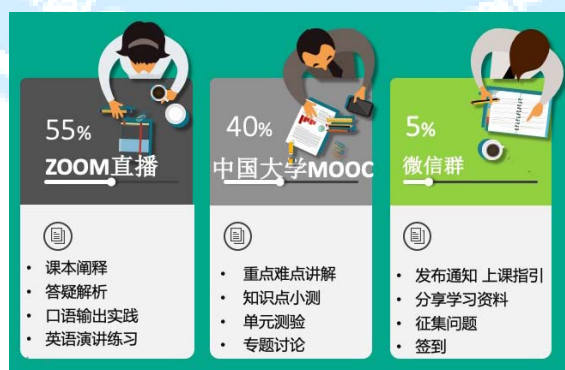 55%
ZOOM直播
课本阐释
答疑解析
口语输出实践
英语演讲练习
40%
中国大学MOOC
重点难点讲解
知识点小测
单元测验
专题讨论
5%
微信群
发布通知 上课指引
分享学习资料
征集问题
签到